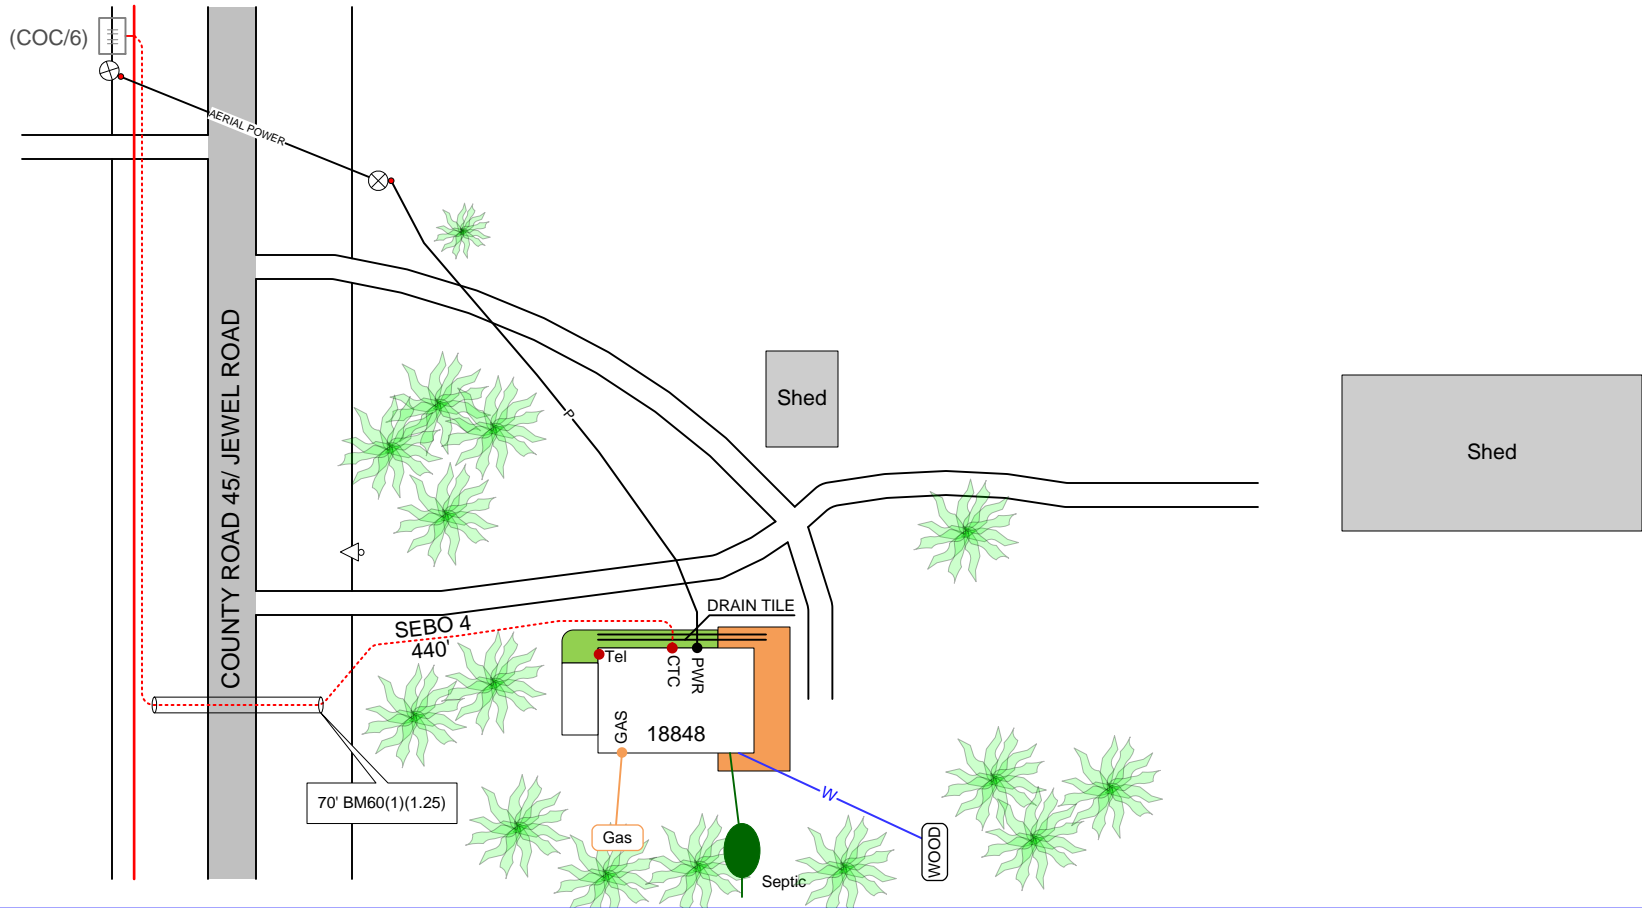 (COC/6)
AERIAL POWER
COUNTY ROAD 45/ JEWEL ROAD
P
Shed
Shed
DRAIN TILE
SEBO 4
440'
Tel
CTC
PWR
GAS
18848
70' BM60(1)(1.25)
W
Gas
WOOD
Septic